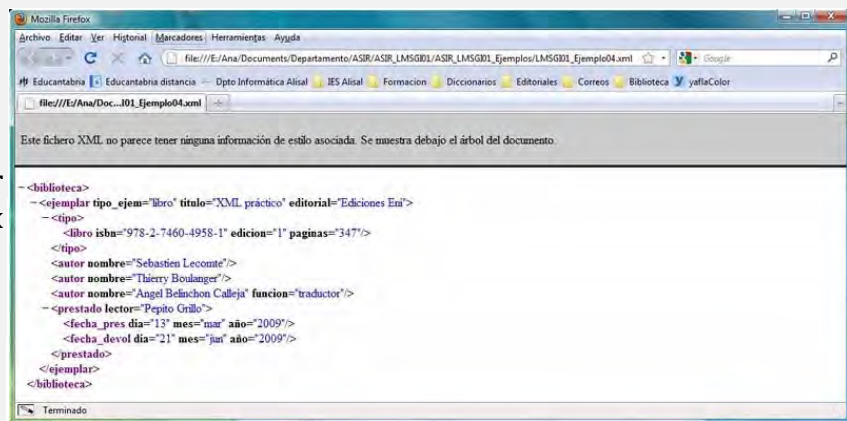 Mozilla Firefox
Archivo Editar Ver Historial Marcadores Herramientas Ayuda
file:///E:/Ana/Documents/Departamento/ASIR/ASIR_LMSGI01/ASIR_LMSGI01_Ejemplos/LMSGI01_Ejemplo04.xml Google
Educantabria Educantabria distancia Dpto Informática Alisal IES Alisal Formacion Diccionarios Editoriales Correos Biblioteca yaflaColor
file:///E:/Ana/Doc...I01_Ejemplo04.xml
Este fichero XML no parece tener ninguna información de estilo asociada. Se muestra debajo el árbol del documento.
-<biblioteca>
-<ejemplar tipo_ejem="libro" titulo="XML práctico" editorial="Ediciones Eni">
-<tipo>
<libro isbn="978-2-7460-4958-1" edicion="1" paginas="347"/>
</tipo>
<autor nombre="Sebastien Lecomte"/>
<autor nombre="Thierry Boulanger"/>
<autor nombre="Angel Belinchon Calleja" funcion="traductor"/>
-<prestado lector="Pepito Grillo">
<fecha_pres dia="13" mes="mar" año="2009"/>
<fecha_devol dia="21" mes="jun" año="2009"/>
</prestado>
</ejemplar>
</biblioteca>
Terminado